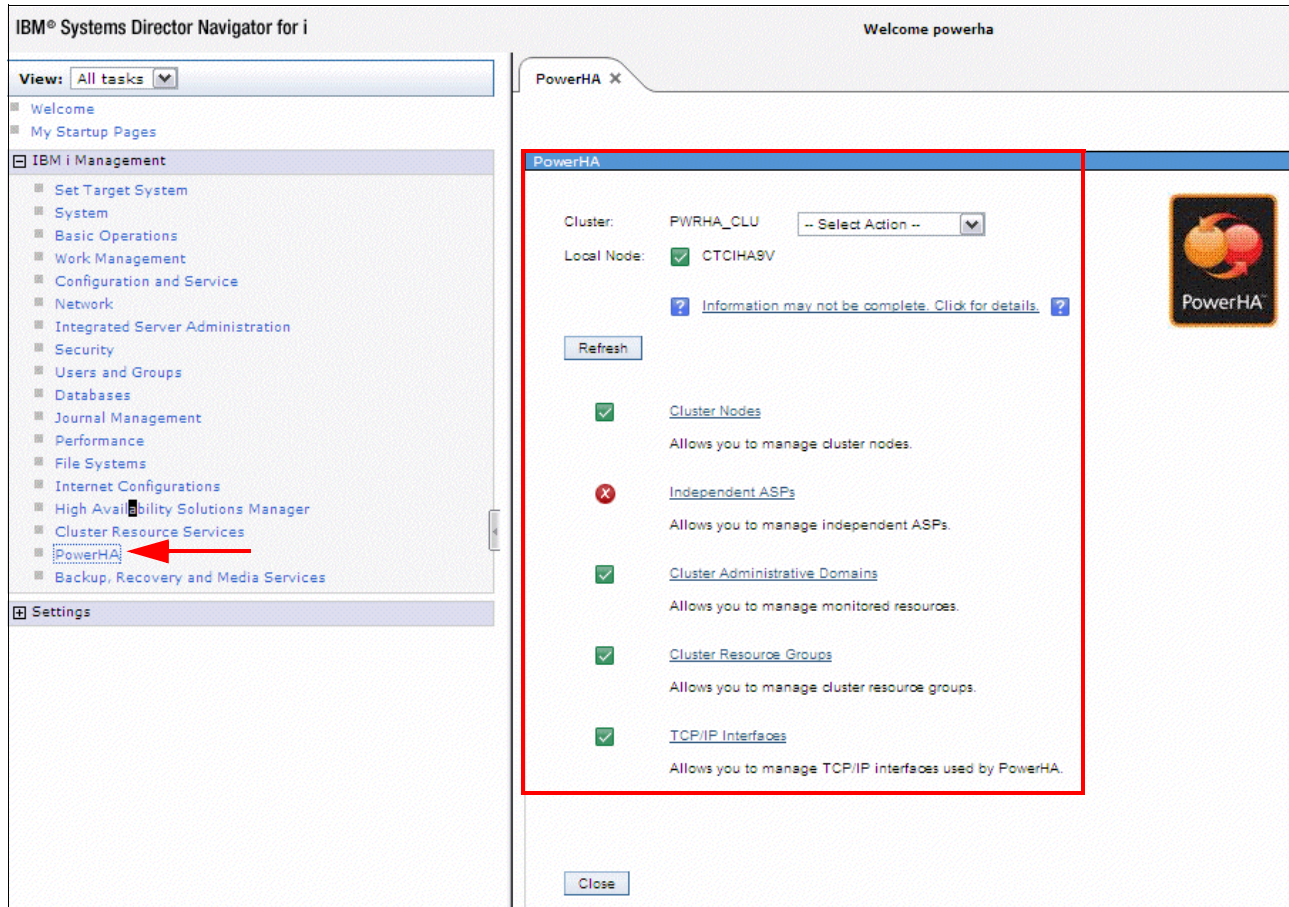 IBM® Systems Director Navigator for i
Welcome powerha
View: All tasks
Welcome
My Startup Pages
IBM i Management
Set Target System
System
Basic Operations
Work Management
Configuration and Service
Network
Integrated Server Administration
Security
Users and Groups
Databases
Journal Management
Performance
File Systems
Internet Configurations
High Availability Solutions Manager
Cluster Resource Services
PowerHA
Backup, Recovery and Media Services
Settings
PowerHA
PowerHA
Cluster: PWRHA_CLU -- Select Action --
Local Node: CTCIHA9V
Information may not be complete. Click for details.
Refresh
Cluster Nodes
Allows you to manage cluster nodes.
Independent ASPs
Allows you to manage independent ASPs.
Cluster Administrative Domains
Allows you to manage monitored resources.
Cluster Resource Groups
Allows you to manage cluster resource groups.
TCP/IP Interfaces
Allows you to manage TCP/IP interfaces used by PowerHA.
Close
PowerHA™